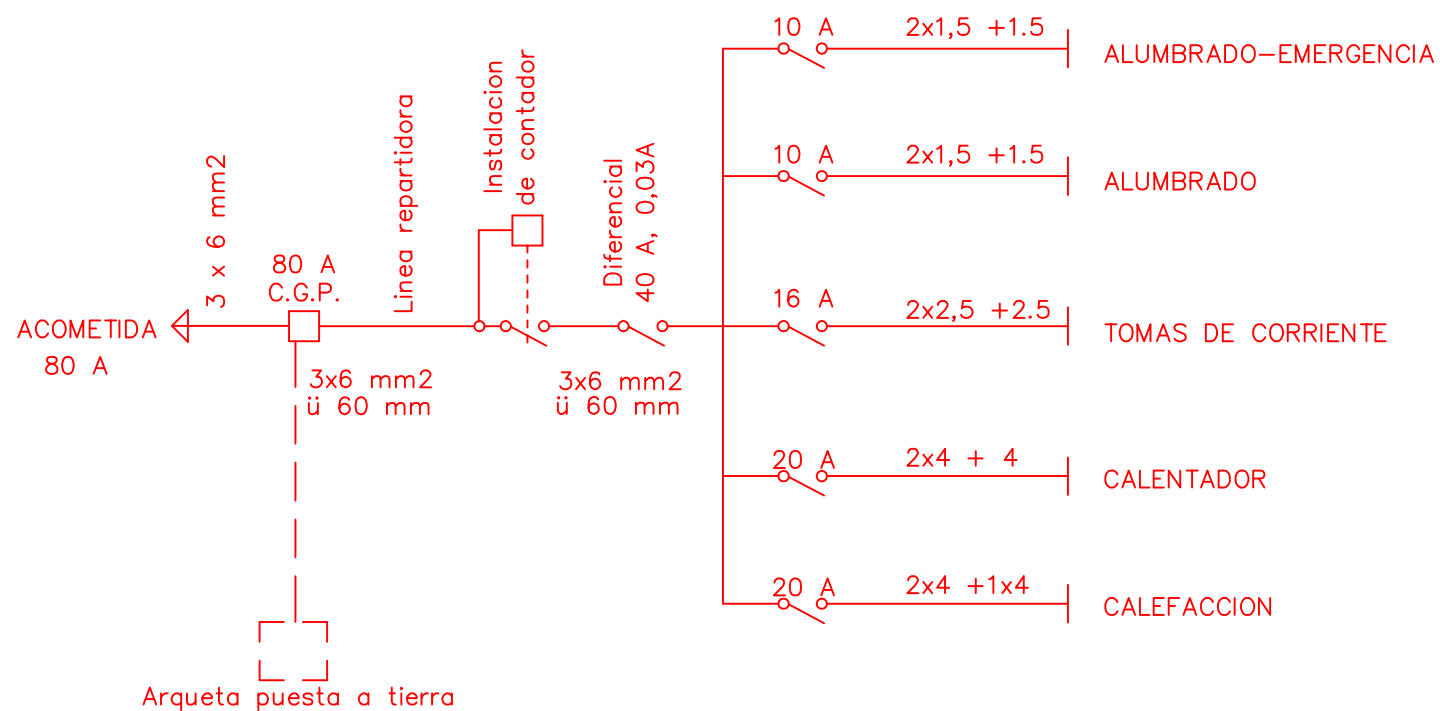 ACOMETIDA
80 A
3 x 6 mm2
80 A
C.G.P.
Linea repartidora
3x6 mm2
ü 60 mm
Instalacion
de contador
Diferencial
40 A, 0,03A
3x6 mm2
ü 60 mm
10 A
2x1,5 +1.5
ALUMBRADO-EMERGENCIA
10 A
2x1,5 +1.5
ALUMBRADO
16 A
2x2,5 +2.5
TOMAS DE CORRIENTE
20 A
2x4 + 4
CALENTADOR
20 A
2x4 +1x4
CALEFACCION
Arqueta puesta a tierra